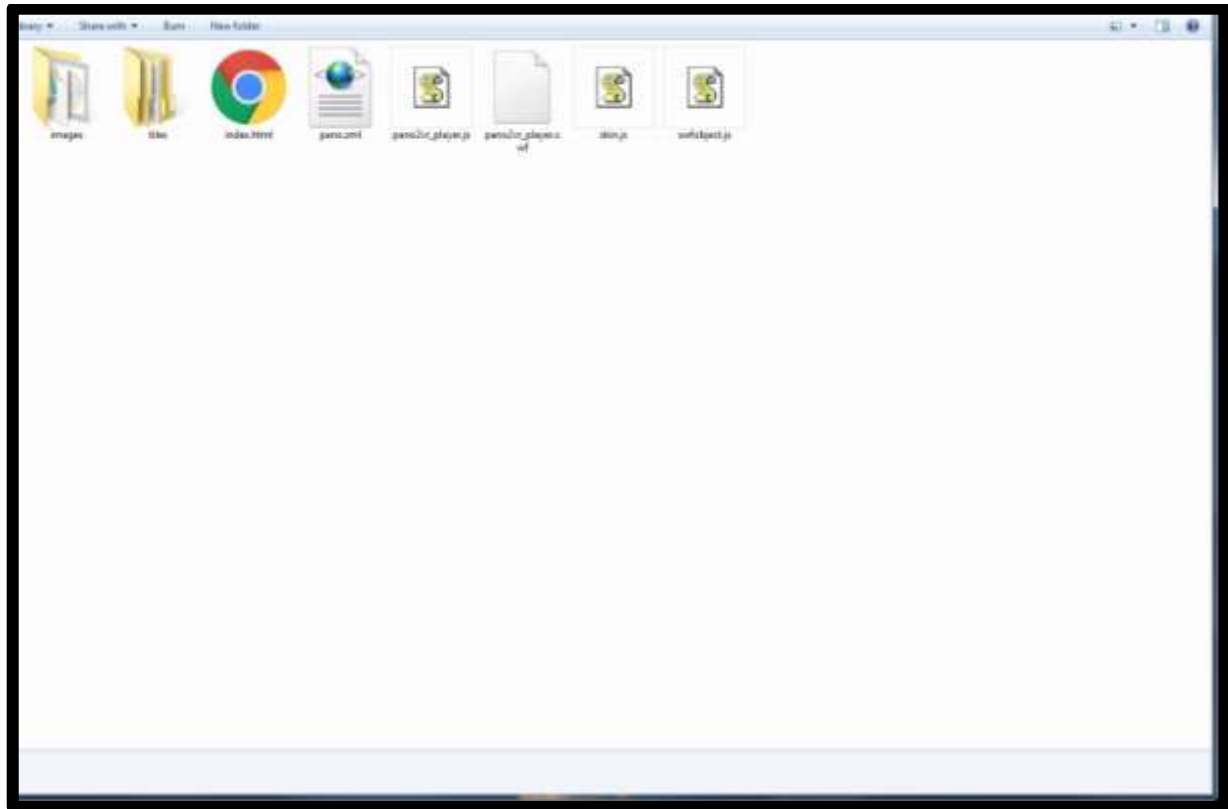 Share with Burn New folder
images tiles index.html pano.xml pano2vr_player.js pano2vr_player.s skin.js swfobject.js
wf